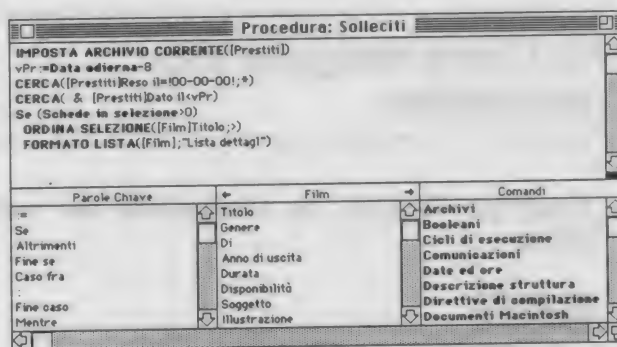 Procedura: Solleciti
IMPOSTA ARCHIVIO CORRENTE([Prestiti])
vPr:=Data odierna-8
CERCA([Prestiti]Reso il=!00-00-00!;*)
CERCA( & [Prestiti]Dato il<vPr)
Se (Schede in selezione>0)
ORDINA SELEZIONE([Film]Titolo;>)
FORMATO LISTA([Film];"Lista dettagl")
Parole Chiave
:=
Se
Altrimenti
Fine se
Caso fra
:
Fine caso
Mentre
Film
Titolo
Genere
Di
Anno di uscita
Durata
Disponibilità
Soggetto
Illustrazione
Comandi
Archivi
Booleani
Cicli di esecuzione
Comunicazioni
Date ed ore
Descrizione struttura
Direttive di compilazione
Documenti Macintosh